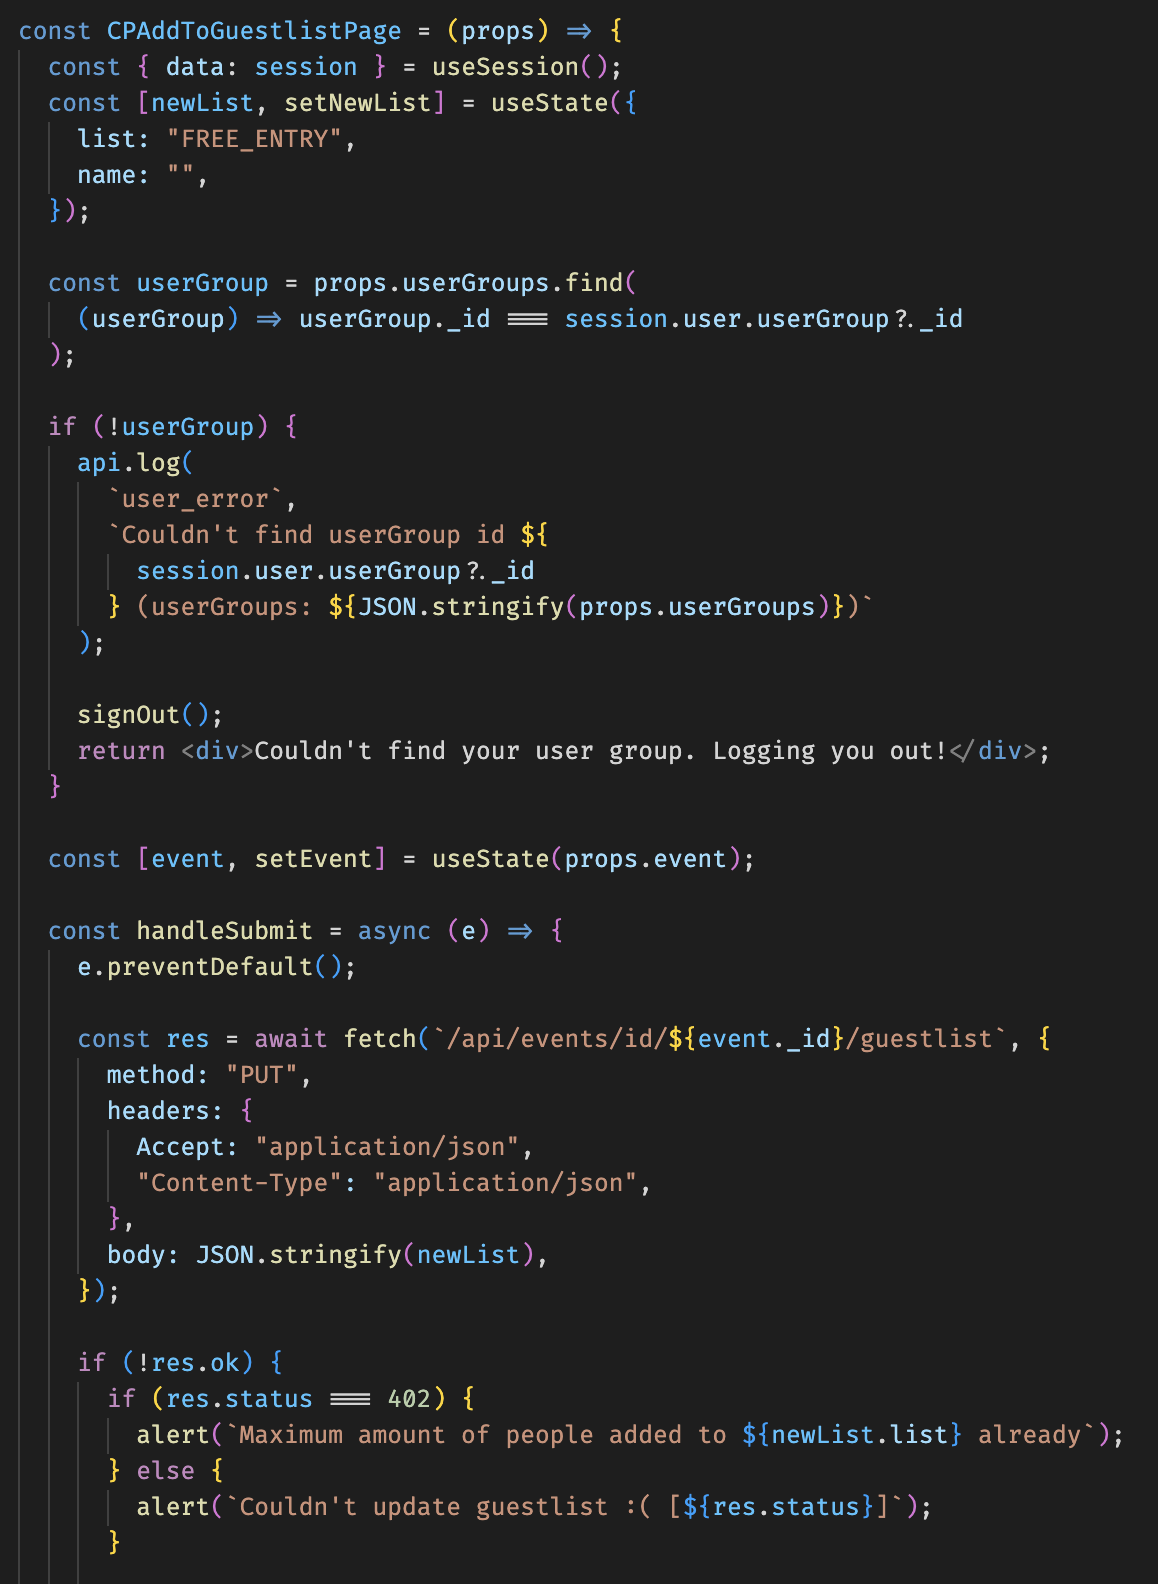 const CPAddToGuestlistPage = (props) => {
  const { data: session } = useSession();
  const [newList, setNewList] = useState({
    list: "FREE_ENTRY",
    name: "",
  });

  const userGroup = props.userGroups.find(
    (userGroup) => userGroup._id === session.user.userGroup?._id
  );

  if (!userGroup) {
    api.log(
      `user_error`,
      `Couldn't find userGroup id ${
        session.user.userGroup?._id
      } (userGroups: ${JSON.stringify(props.userGroups)})`
    );

    signOut();
    return <div>Couldn't find your user group. Logging you out!</div>;
  }

  const [event, setEvent] = useState(props.event);

  const handleSubmit = async (e) => {
    e.preventDefault();

    const res = await fetch(`/api/events/id/${event._id}/guestlist`, {
      method: "PUT",
      headers: {
        Accept: "application/json",
        "Content-Type": "application/json",
      },
      body: JSON.stringify(newList),
    });

    if (!res.ok) {
      if (res.status === 402) {
        alert(`Maximum amount of people added to ${newList.list} already`);
      } else {
        alert(`Couldn't update guestlist :( [${res.status}]`);
      }